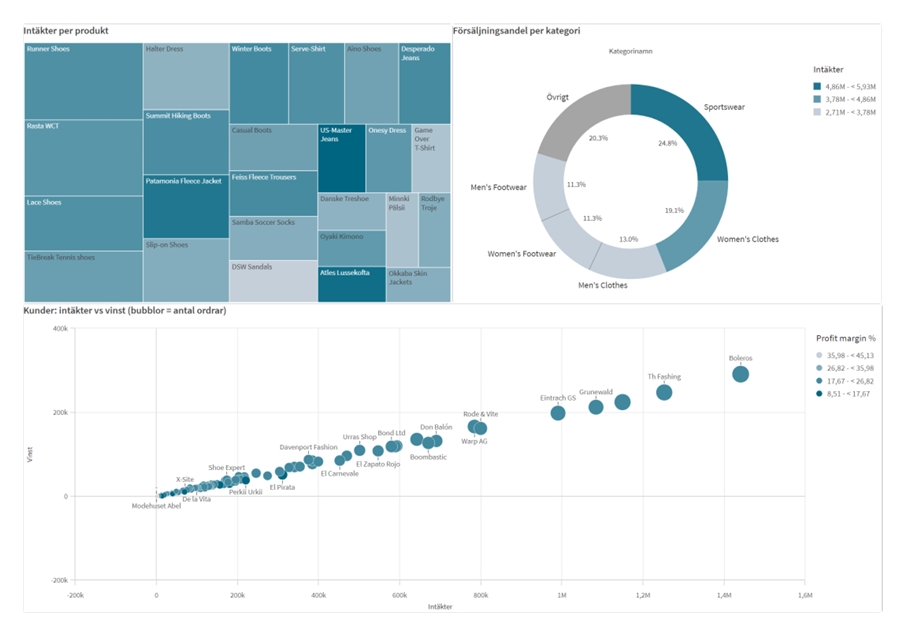 Intäkter per produkt
Runner Shoes
Rasta WCT
Lace Shoes
TieBreak Tennis shoes
Halter Dress
Summit Hiking Boots
Patamonia Fleece Jacket
Slip-on Shoes
Winter Boots
Serve-Shirt
Aino Shoes
Desperado
Jeans
Casual Boots
Feiss Fleece Trousers
Samba Soccer Socks
DSW Sandals
US-Master
Jeans
Onesy Dress
Game
Over
T-Shirt
Danske Treshoe
Oyaki Kimono
Atles Lussekofta
Minnki
Pälsii
Rodbye
Troje
Okkaba Skin
Jackets
Försäljningsandel per kategori
Kategorinamn
Övrigt
Sportswear
Men's Footwear
Women's Footwear
Men's Clothes
Women's Clothes
20.3%
24.8%
11.3%
11.3%
13.0%
19.1%
Intäkter
4,86M - < 5,93M
3,78M - < 4,86M
2,71M - < 3,78M
Kunder: intäkter vs vinst (bubblor = antal ordrar)
Vinst
400k
200k
0
-200k
Boleros
Th Fashing
Grunewald
Eintrach GS
Rode & Vite
Warp AG
Don Balón
Boombastic
Bond Ltd
Urras Shop
El Zapato Rojo
Davenport Fashion
El Carnevale
Shoe Expert
El Pirata
Perkii Urkii
X-Site
De la Vita
Modehuset Abel
-200k
0
200k
400k
600k
800k
1M
1,2M
1,4M
1,6M
Intäkter
Profit margin %
35,98 - < 45,13
26,82 - < 35,98
17,67 - < 26,82
8,51 - < 17,67